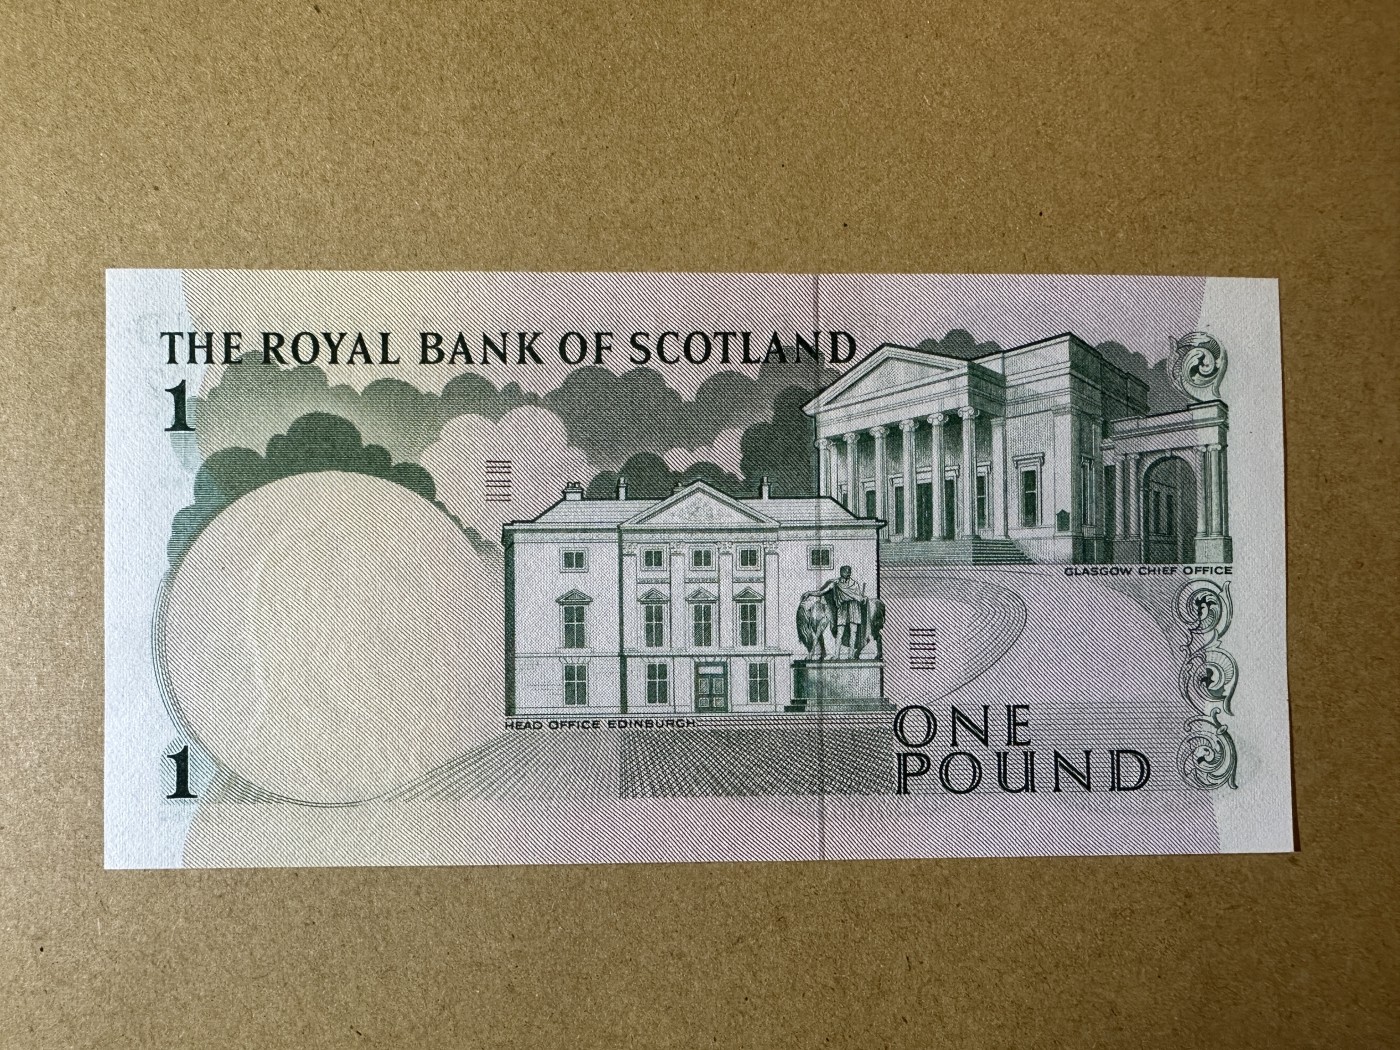 THE ROYAL BANK OF SCOTLAND
1
GLASGOW CHIEF OFFICE
HEAD OFFICE EDINBURGH
ONE
POUND
1